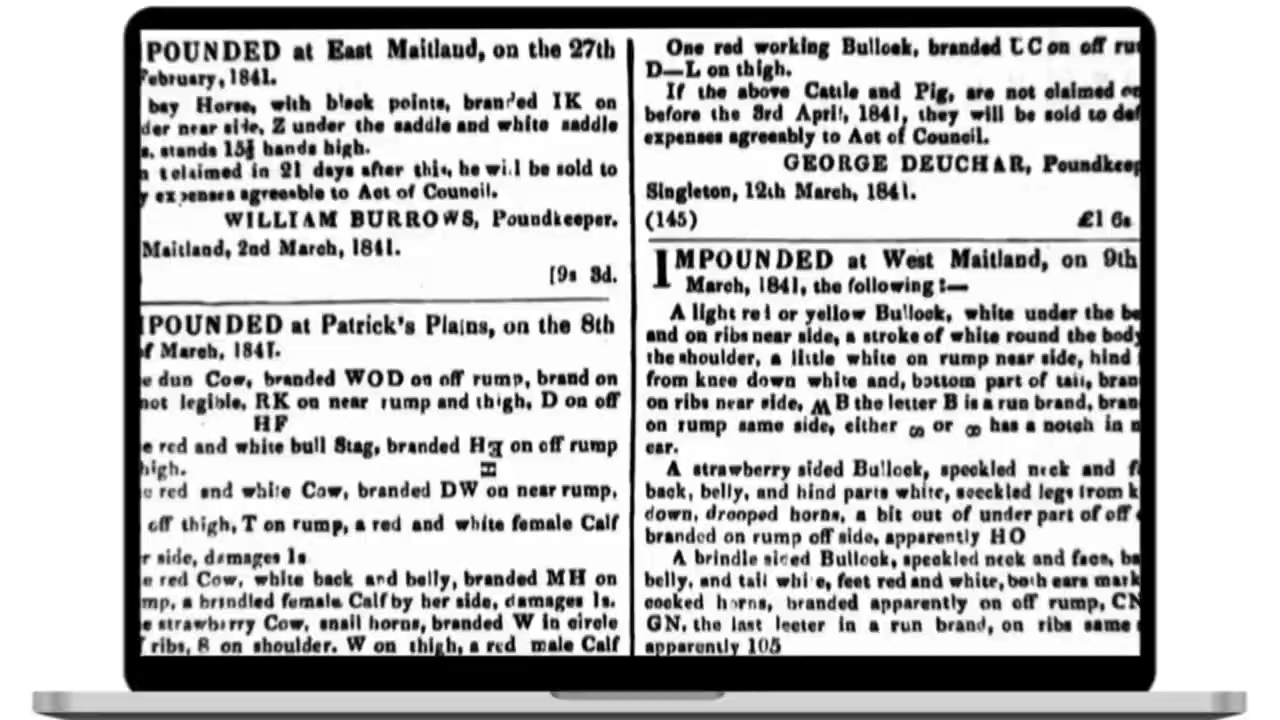 POUNDED at East Maitland, on the 27th
February, 1841.
bay Horse, with black points, branded IK on
der near side, Z under the saddle and white saddle
s, stands 15½ hands high.
claimed in 21 days after this, he will be sold to
y expenses agreeable to Act of Council.
WILLIAM BURROWS, Poundkeeper.
Maitland, 2nd March, 1841.
[9s 3d.
POUNDED at Patrick's Plains, on the 8th
of March, 1841.
e dun Cow, branded WOD on off rump, brand on
not legible, RK on near rump and thigh, D on off
HF
e red and white bull Stag, branded H on off rump
high.
e red and white Cow, branded DW on near rump,
off thigh, T on rump, a red and white female Calf
r side, damages 1s
e red Cow, white back and belly, branded MH on
mp, a brindled female Calf by her side, damages 1s.
e strawberry Cow, snail horns, branded W in circle
ribs, 8 on shoulder. W on thigh, a red male Calf
One red working Bullock, branded on off ru
D—L on thigh.
If the above Cattle and Pig, are not claimed o
before the 3rd April, 1841, they will be sold to def
expenses agreeably to Act of Council.
GEORGE DEUCHAR, Poundkeep
Singleton, 12th March, 1841.
(145) £1 6s
IMPOUNDED at West Maitland, on 9th
March, 1841, the following:—
A light red or yellow Bullock, white under the be
and on ribs near side, a stroke of white round the body
the shoulder, a little white on rump near side, hind
from knee down white and, bottom part of tail, bran
on ribs near side, B the letter B is a run brand, bran
on rump same side, either ∞ or ∞ has a notch in n
ear.
A strawberry sided Bullock, speckled neck and f
back, belly, and hind parts white, speckled legs from k
down, drooped horns, a bit out of under part of off
branded on rump off side, apparently HO
A brindle sided Bullock, speckled neck and face, ba
belly, and tail white, feet red and white, both ears mark
cocked horns, branded apparently on off rump, CN
GN, the last leeter in a run brand, on ribs same
apparently 105